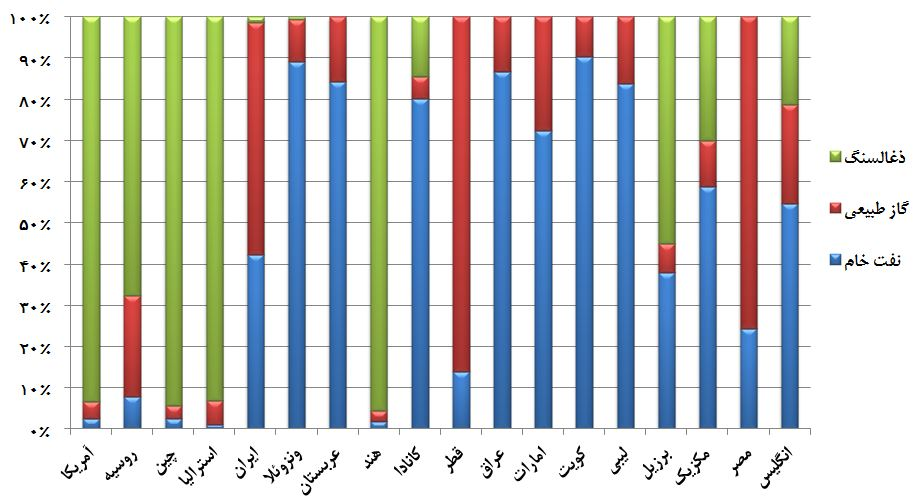 ۱۰۰%
۹۰%
۸۰%
۷۰%
۶۰%
۵۰%
۴۰%
۳۰%
۲۰%
۱۰%
۰%
آمریکا
روسیه
چین
استرالیا
ایران
ونزوئلا
عربستان
هند
کانادا
قطر
عراق
امارات
کویت
لیبی
برزیل
مکزیک
مصر
انگلیس
ذغالسنگ
گاز طبیعی
نفت خام